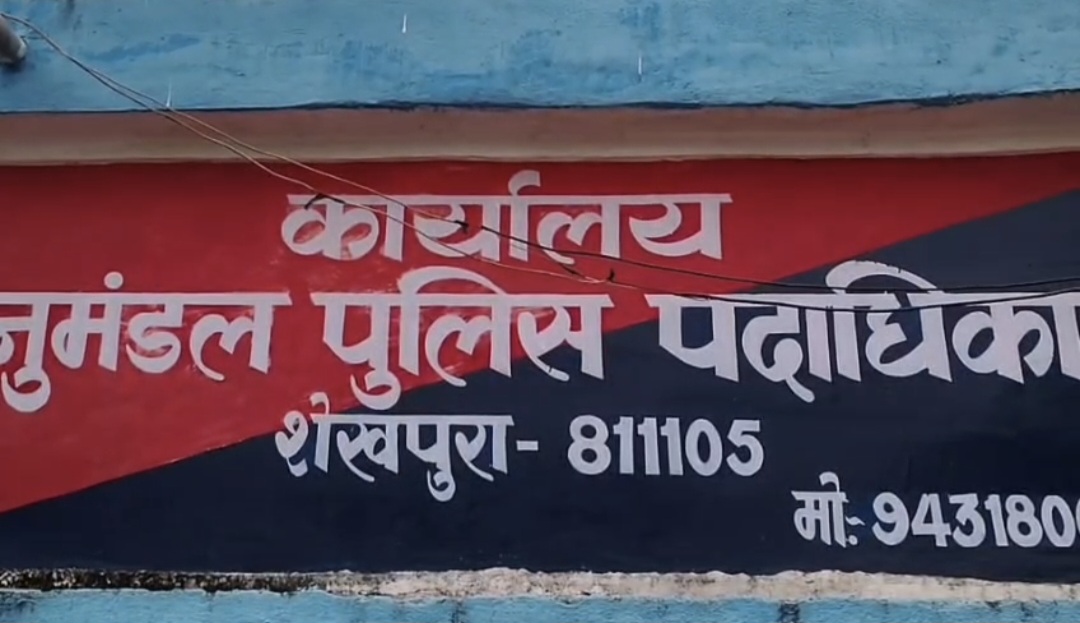 कार्यालय
नुमंडल पुलिस पदाधिका
शेखपुरा- 811105
मो:- 943180